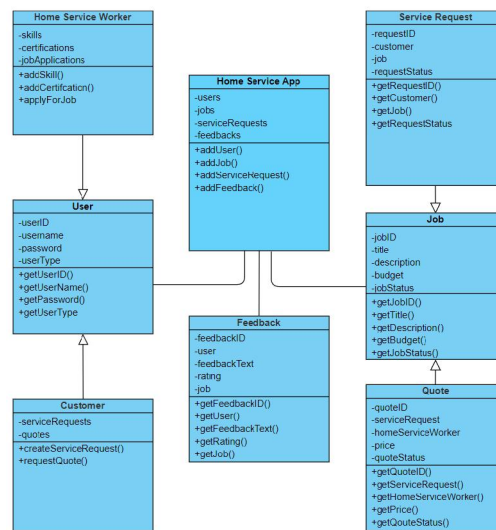 Home Service Worker
-skills
-certifications
-jobApplications
+addSkill()
+addCertifcation()
+applyForJob
Home Service App
-users
-jobs
-serviceRequests
-feedbacks
+addUser()
+addJob()
+addServiceRequest()
+addFeedback()
Service Request
-requestID
-customer
-job
-requestStatus
+getRequestID()
+getCustomer()
+getJob()
+getRequestStatus
User
-userID
-username
-password
-userType
+getUserID()
+getUserName()
+getPassword()
+getUserType
Job
-jobID
-title
-description
-budget
-jobStatus
+getJobID()
+getTitle()
+getDescription()
+getBudget()
+getJobStatus()
Feedback
-feedbackID
-user
-feedbackText
-rating
-job
+getFeedbackID()
+getUser()
+getFeedbackText()
+getRating()
+getJob()
Customer
-serviceRequests
-quotes
+createServiceRequest()
+requestQuote()
Quote
-quoteID
-serviceRequest
-homeServiceWorker
-price
-quoteStatus
+getQuoteID()
+getServiceRequest()
+getHomeServiceWorker()
+getPrice()
+getQouteStatus()